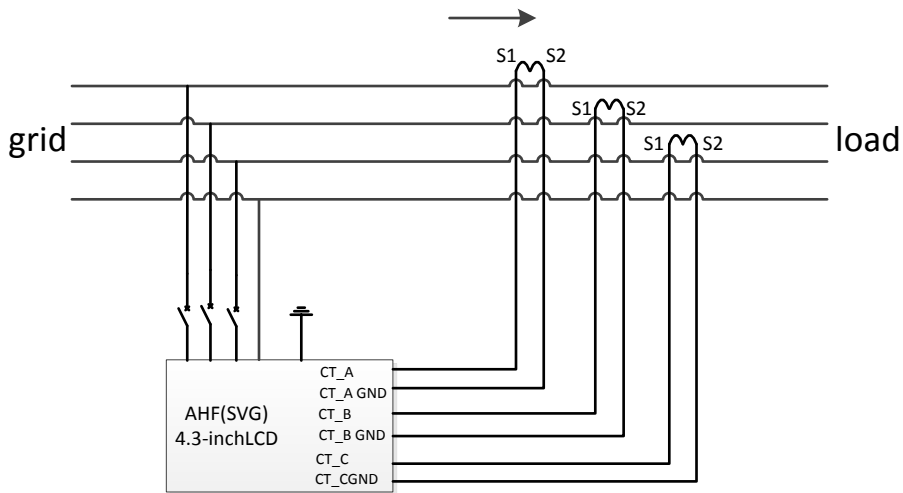 S1 S2
S1 S2
grid
S1 S2
load
CT_A
CT_A GND
AHF(SVG)
CT_B
4.3-inchLCD
CT_B GND
CT_C
CT_CGND